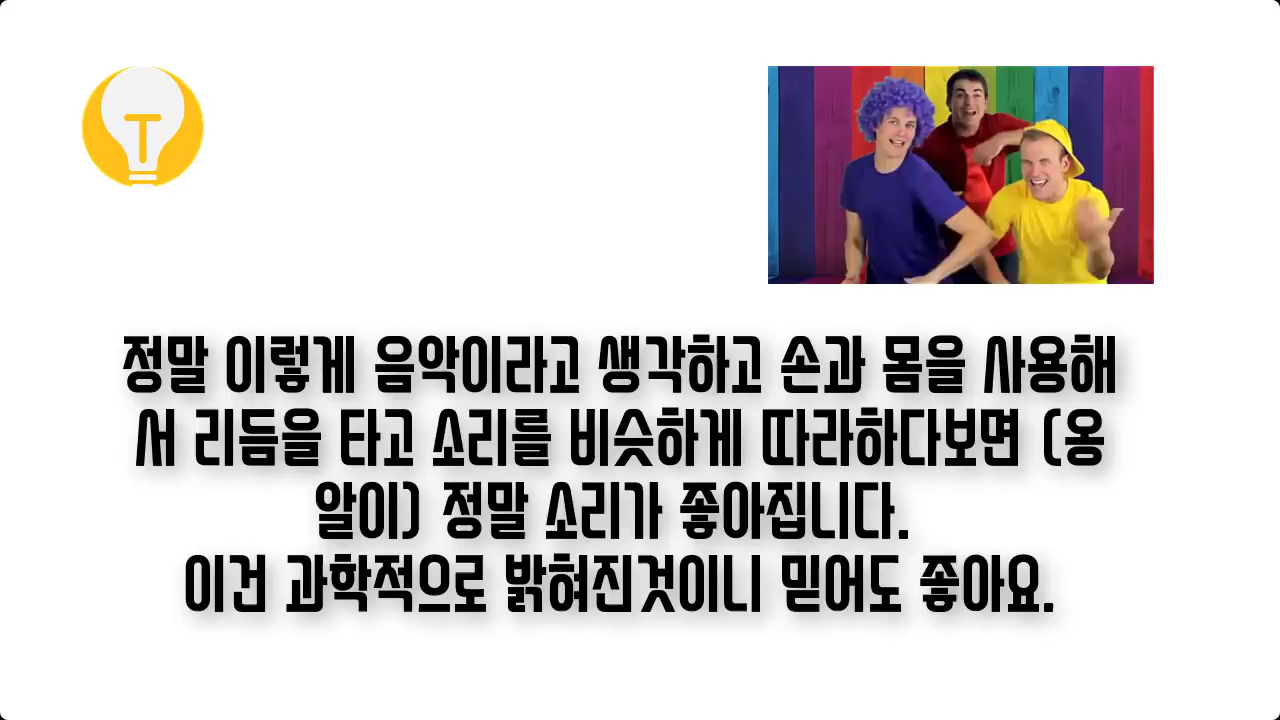 T
정말 이렇게 음악이라고 생각하고 손과 몸을 사용해
서 리듬을 타고 소리를 비슷하게 따라하다보면 (옹
알이) 정말 소리가 좋아집니다.
이건 과학적으로 밝혀진것이니 믿어도 좋아요.